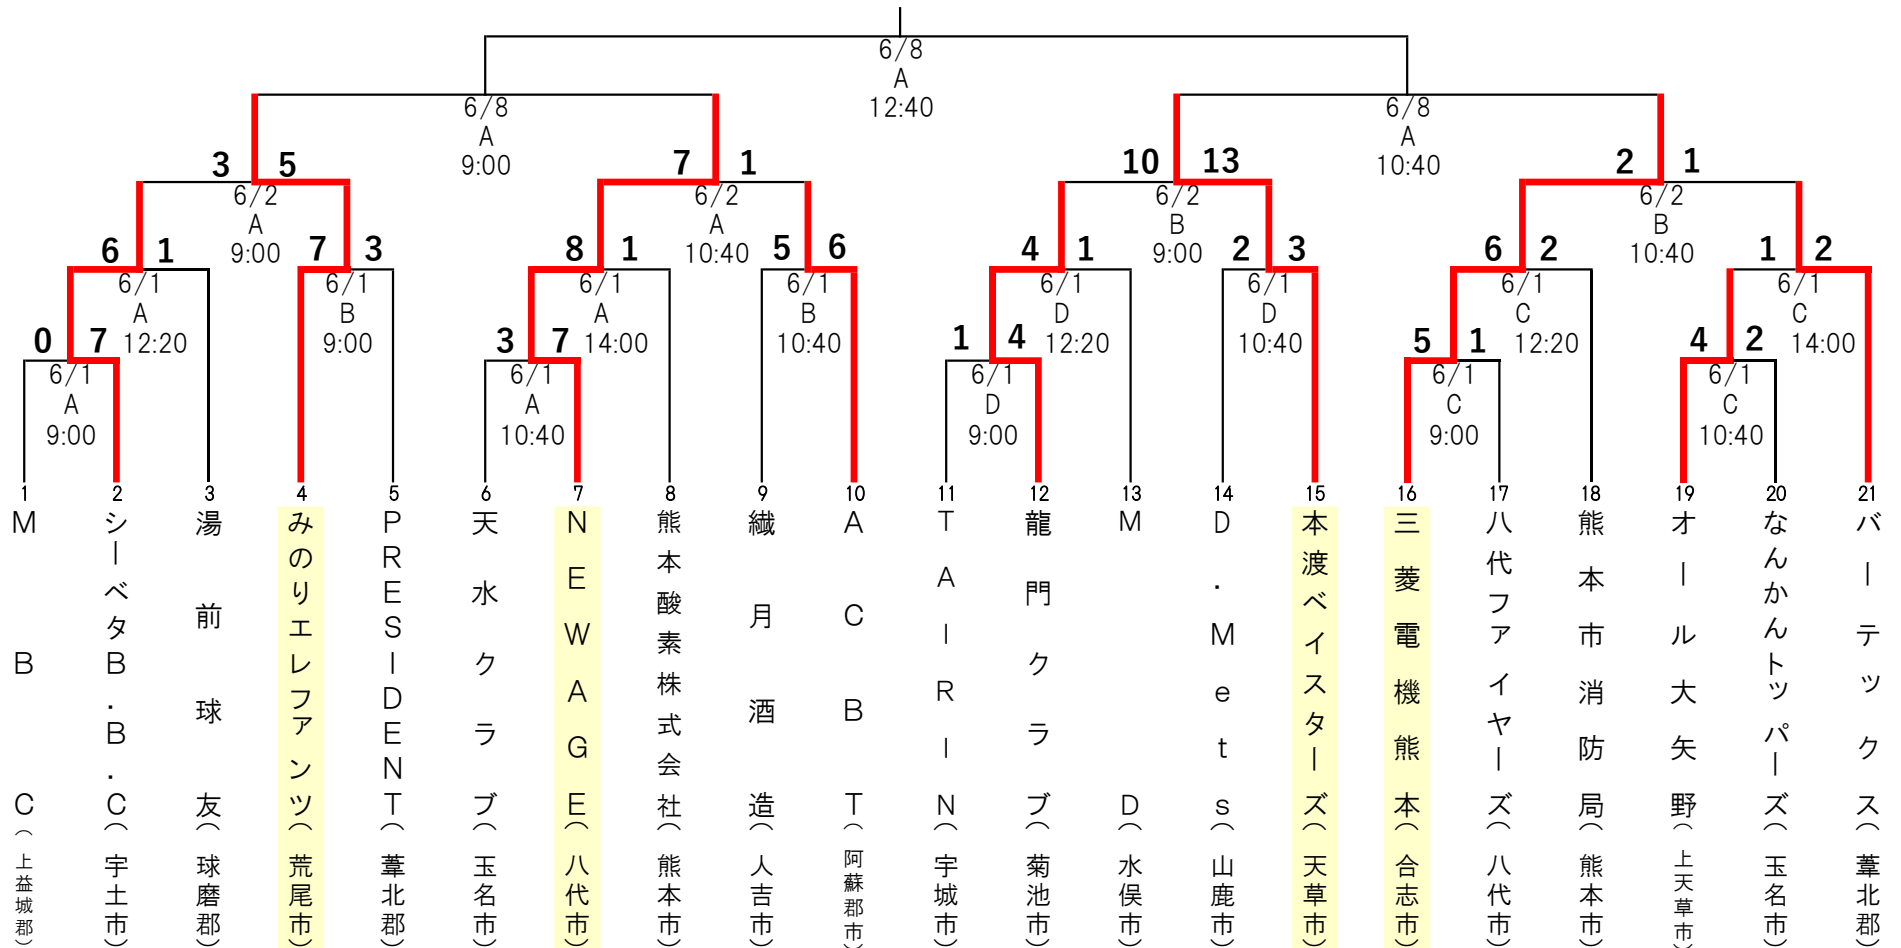 6/8
A
12:40
6/8
A
9:00
6/8
A
10:40
3 5
6/2
A
9:00
7 1
6/2
A
10:40
10 13
6/2
B
9:00
2 1
6/2
B
10:40
6 1
6/1
A
12:20
7 3
6/1
B
9:00
8 1
6/1
A
14:00
5 6
6/1
B
10:40
4 1
6/1
D
12:20
2 3
6/1
D
10:40
6 2
6/1
C
12:20
1 2
6/1
C
14:00
0 7
6/1
A
9:00
3 7
6/1
A
10:40
1 4
6/1
D
9:00
5 1
6/1
C
9:00
4 2
6/1
C
10:40
1
MBC(上益城郡)
2
シーベタB.B.C(宇土市)
3
湯前球友(球磨郡)
4
みのりエレファンツ(荒尾市)
5
PRESIDENT(葦北郡)
6
天水クラブ(玉名市)
7
NEWAGE(八代市)
8
熊本酸素株式会社(熊本市)
9
繊月酒造(人吉市)
10
ACBT(阿蘇郡市)
11
TAIRIN(宇城市)
12
龍門クラブ(菊池市)
13
MD(水俣市)
14
D.Mets(山鹿市)
15
本渡ベイスターズ(天草市)
16
三菱電機熊本(合志市)
17
八代ファイヤーズ(八代市)
18
熊本市消防局(熊本市)
19
オール大矢野(上天草市)
20
なんかんトッパーズ(玉名市)
21
バーテックス(葦北郡)